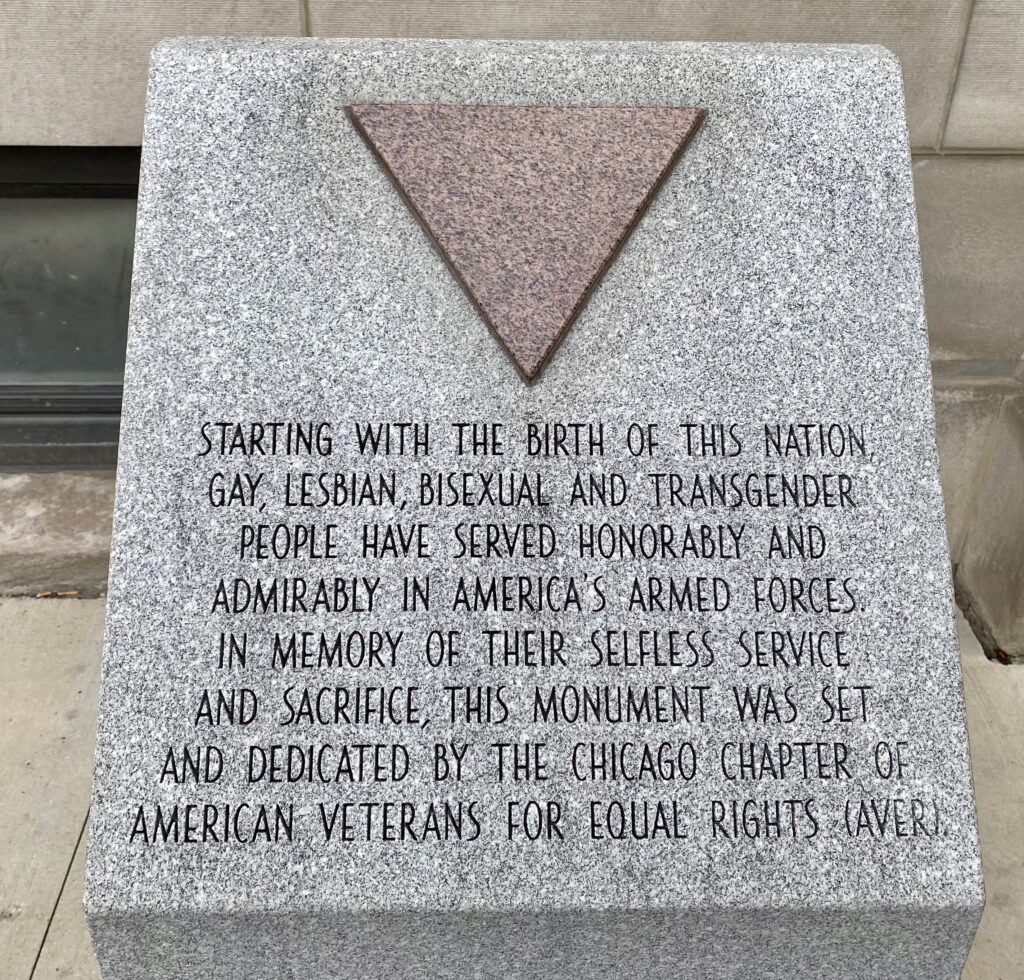 STARTING WITH THE BIRTH OF THIS NATION,
GAY, LESBIAN, BISEXUAL AND TRANSGENDER
PEOPLE HAVE SERVED HONORABLY AND
ADMIRABLY IN AMERICA'S ARMED FORCES.
IN MEMORY OF THEIR SELFLESS SERVICE
AND SACRIFICE, THIS MONUMENT WAS SET
AND DEDICATED BY THE CHICAGO CHAPTER OF
AMERICAN VETERANS FOR EQUAL RIGHTS (AVER).